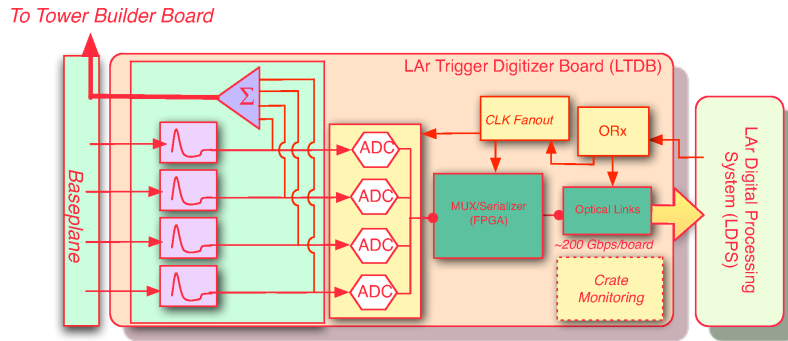 To Tower Builder Board
LAr Trigger Digitizer Board (LTDB)
Σ
CLK Fanout
ORx
ADC
ADC
ADC
ADC
MUX/Serializer
(FPGA)
Optical Links
~200 Gbps/board
Crate
Monitoring
Baseplane
LAr Digital Processing
System (LDPS)